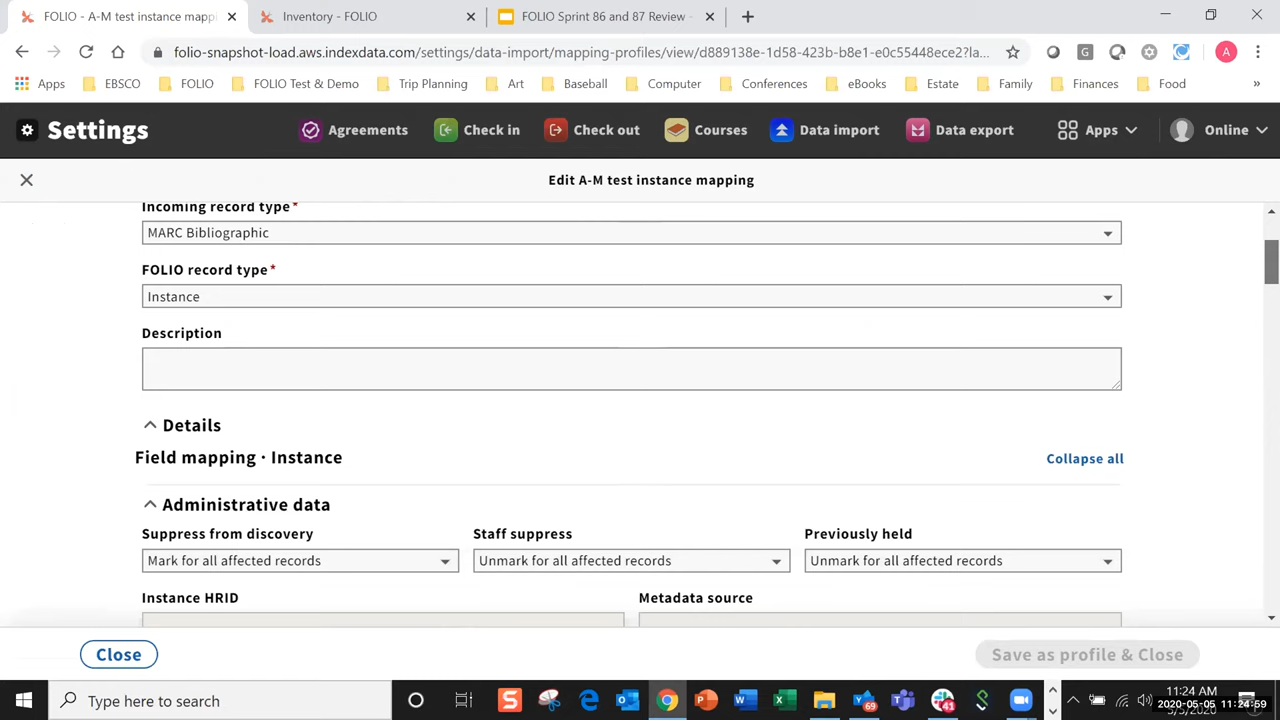 FOLIO - A-M test instance mappi
Inventory - FOLIO
FOLIO Sprint 86 and 87 Review -
folio-snapshot-load.aws.indexdata.com/settings/data-import/mapping-profiles/view/d889138e-1d58-423b-b8e1-e0c55448ece2?la...
A
Apps EBSCO FOLIO FOLIO Test & Demo Trip Planning Art Baseball Computer Conferences eBooks Estate Family Finances Food »
Settings Agreements Check in Check out Courses Data import Data export Apps Online
Edit A-M test instance mapping
Incoming record type*
MARC Bibliographic
FOLIO record type*
Instance
Description
Details
Field mapping · Instance Collapse all
Administrative data
Suppress from discovery Staff suppress Previously held
Mark for all affected records Unmark for all affected records Unmark for all affected records
Instance HRID Metadata source
Close Save as profile & Close
Type here to search
11:24 AM
2020-05-05 11:24:59